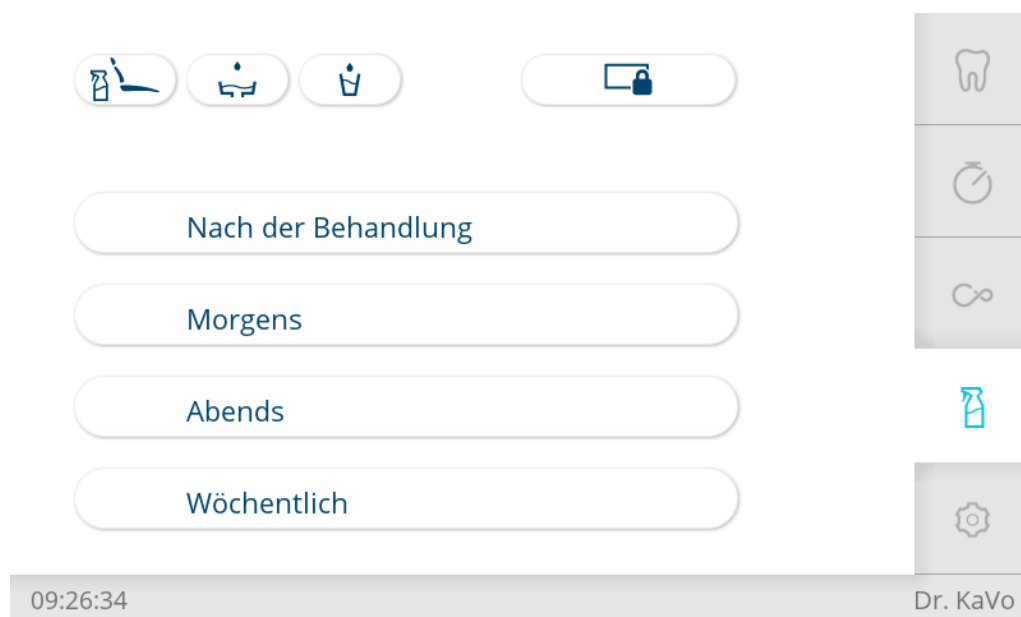 Nach der Behandlung
Morgens
Abends
Wöchentlich
09:26:34
Dr. KaVo